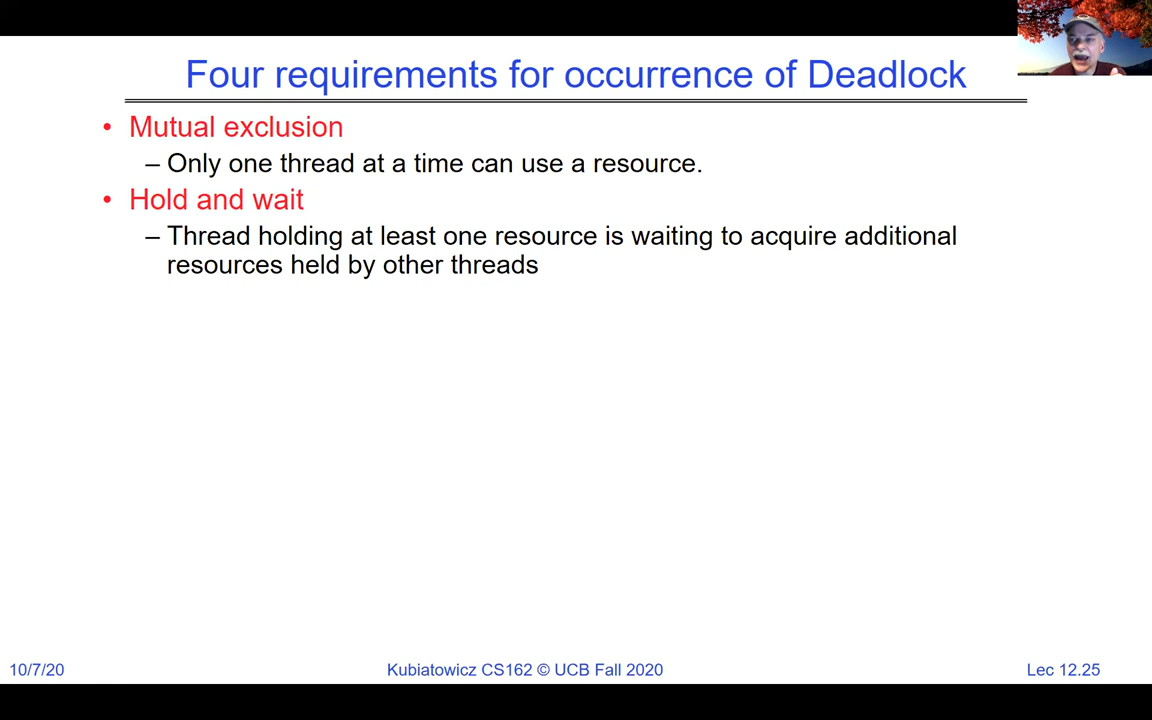 Four requirements for occurrence of Deadlock
• Mutual exclusion
– Only one thread at a time can use a resource.
• Hold and wait
– Thread holding at least one resource is waiting to acquire additional
resources held by other threads
10/7/20 Kubiatowicz CS162 © UCB Fall 2020 Lec 12.25